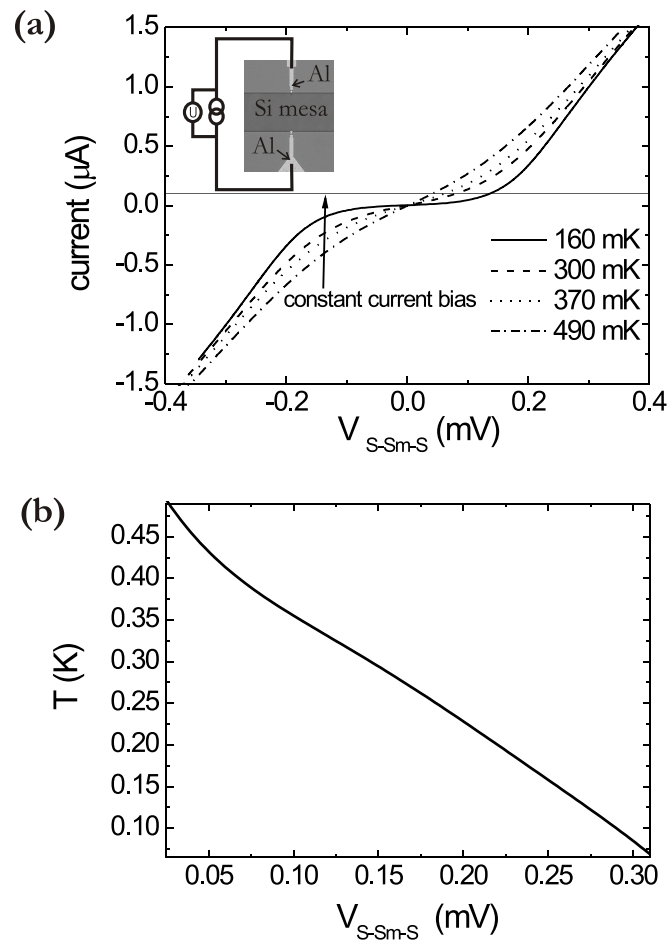 (a)
1.5
1.0
0.5
0.0
-0.5
-1.0
-1.5
current (µA)
Al
Si mesa
Al
U
constant current bias
160 mK
300 mK
370 mK
490 mK
-0.4 -0.2 0.0 0.2 0.4
V S-Sm-S (mV)
(b)
0.45
0.40
0.35
0.30
0.25
0.20
0.15
0.10
T (K)
0.05 0.10 0.15 0.20 0.25 0.30
V S-Sm-S (mV)